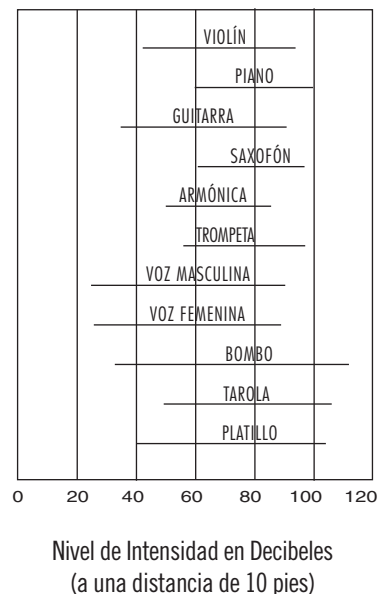 VIOLÍN
PIANO
GUITARRA
SAXOFÓN
ARMÓNICA
TROMPETA
VOZ MASCULINA
VOZ FEMENINA
BOMBO
TAROLA
PLATILLO
0 20 40 60 80 100 120
Nivel de Intensidad en Decibeles
(a una distancia de 10 pies)